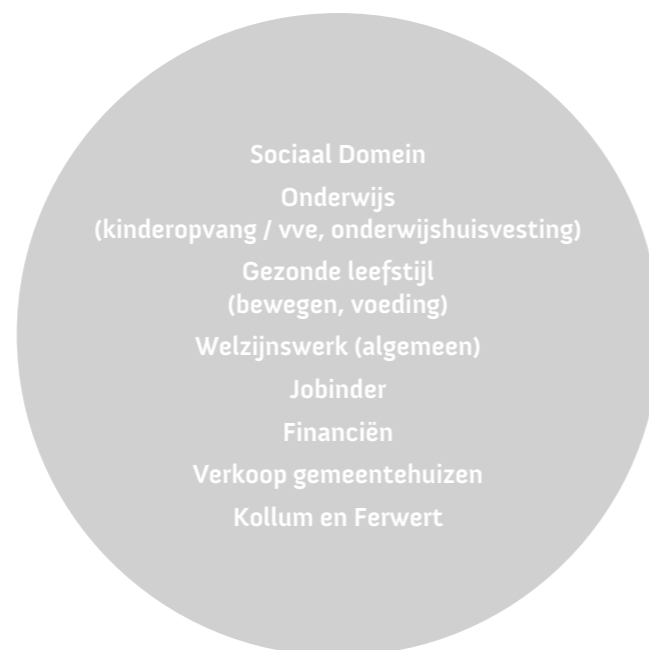 Sociaal Domein
Onderwijs
(kinderopvang / vve, onderwijshuisvesting)
Gezonde leefstijl
(bewegen, voeding)
Welzijnswerk (algemeen)
Jobinder
Financiën
Verkoop gemeentehuizen
Kollum en Ferwert